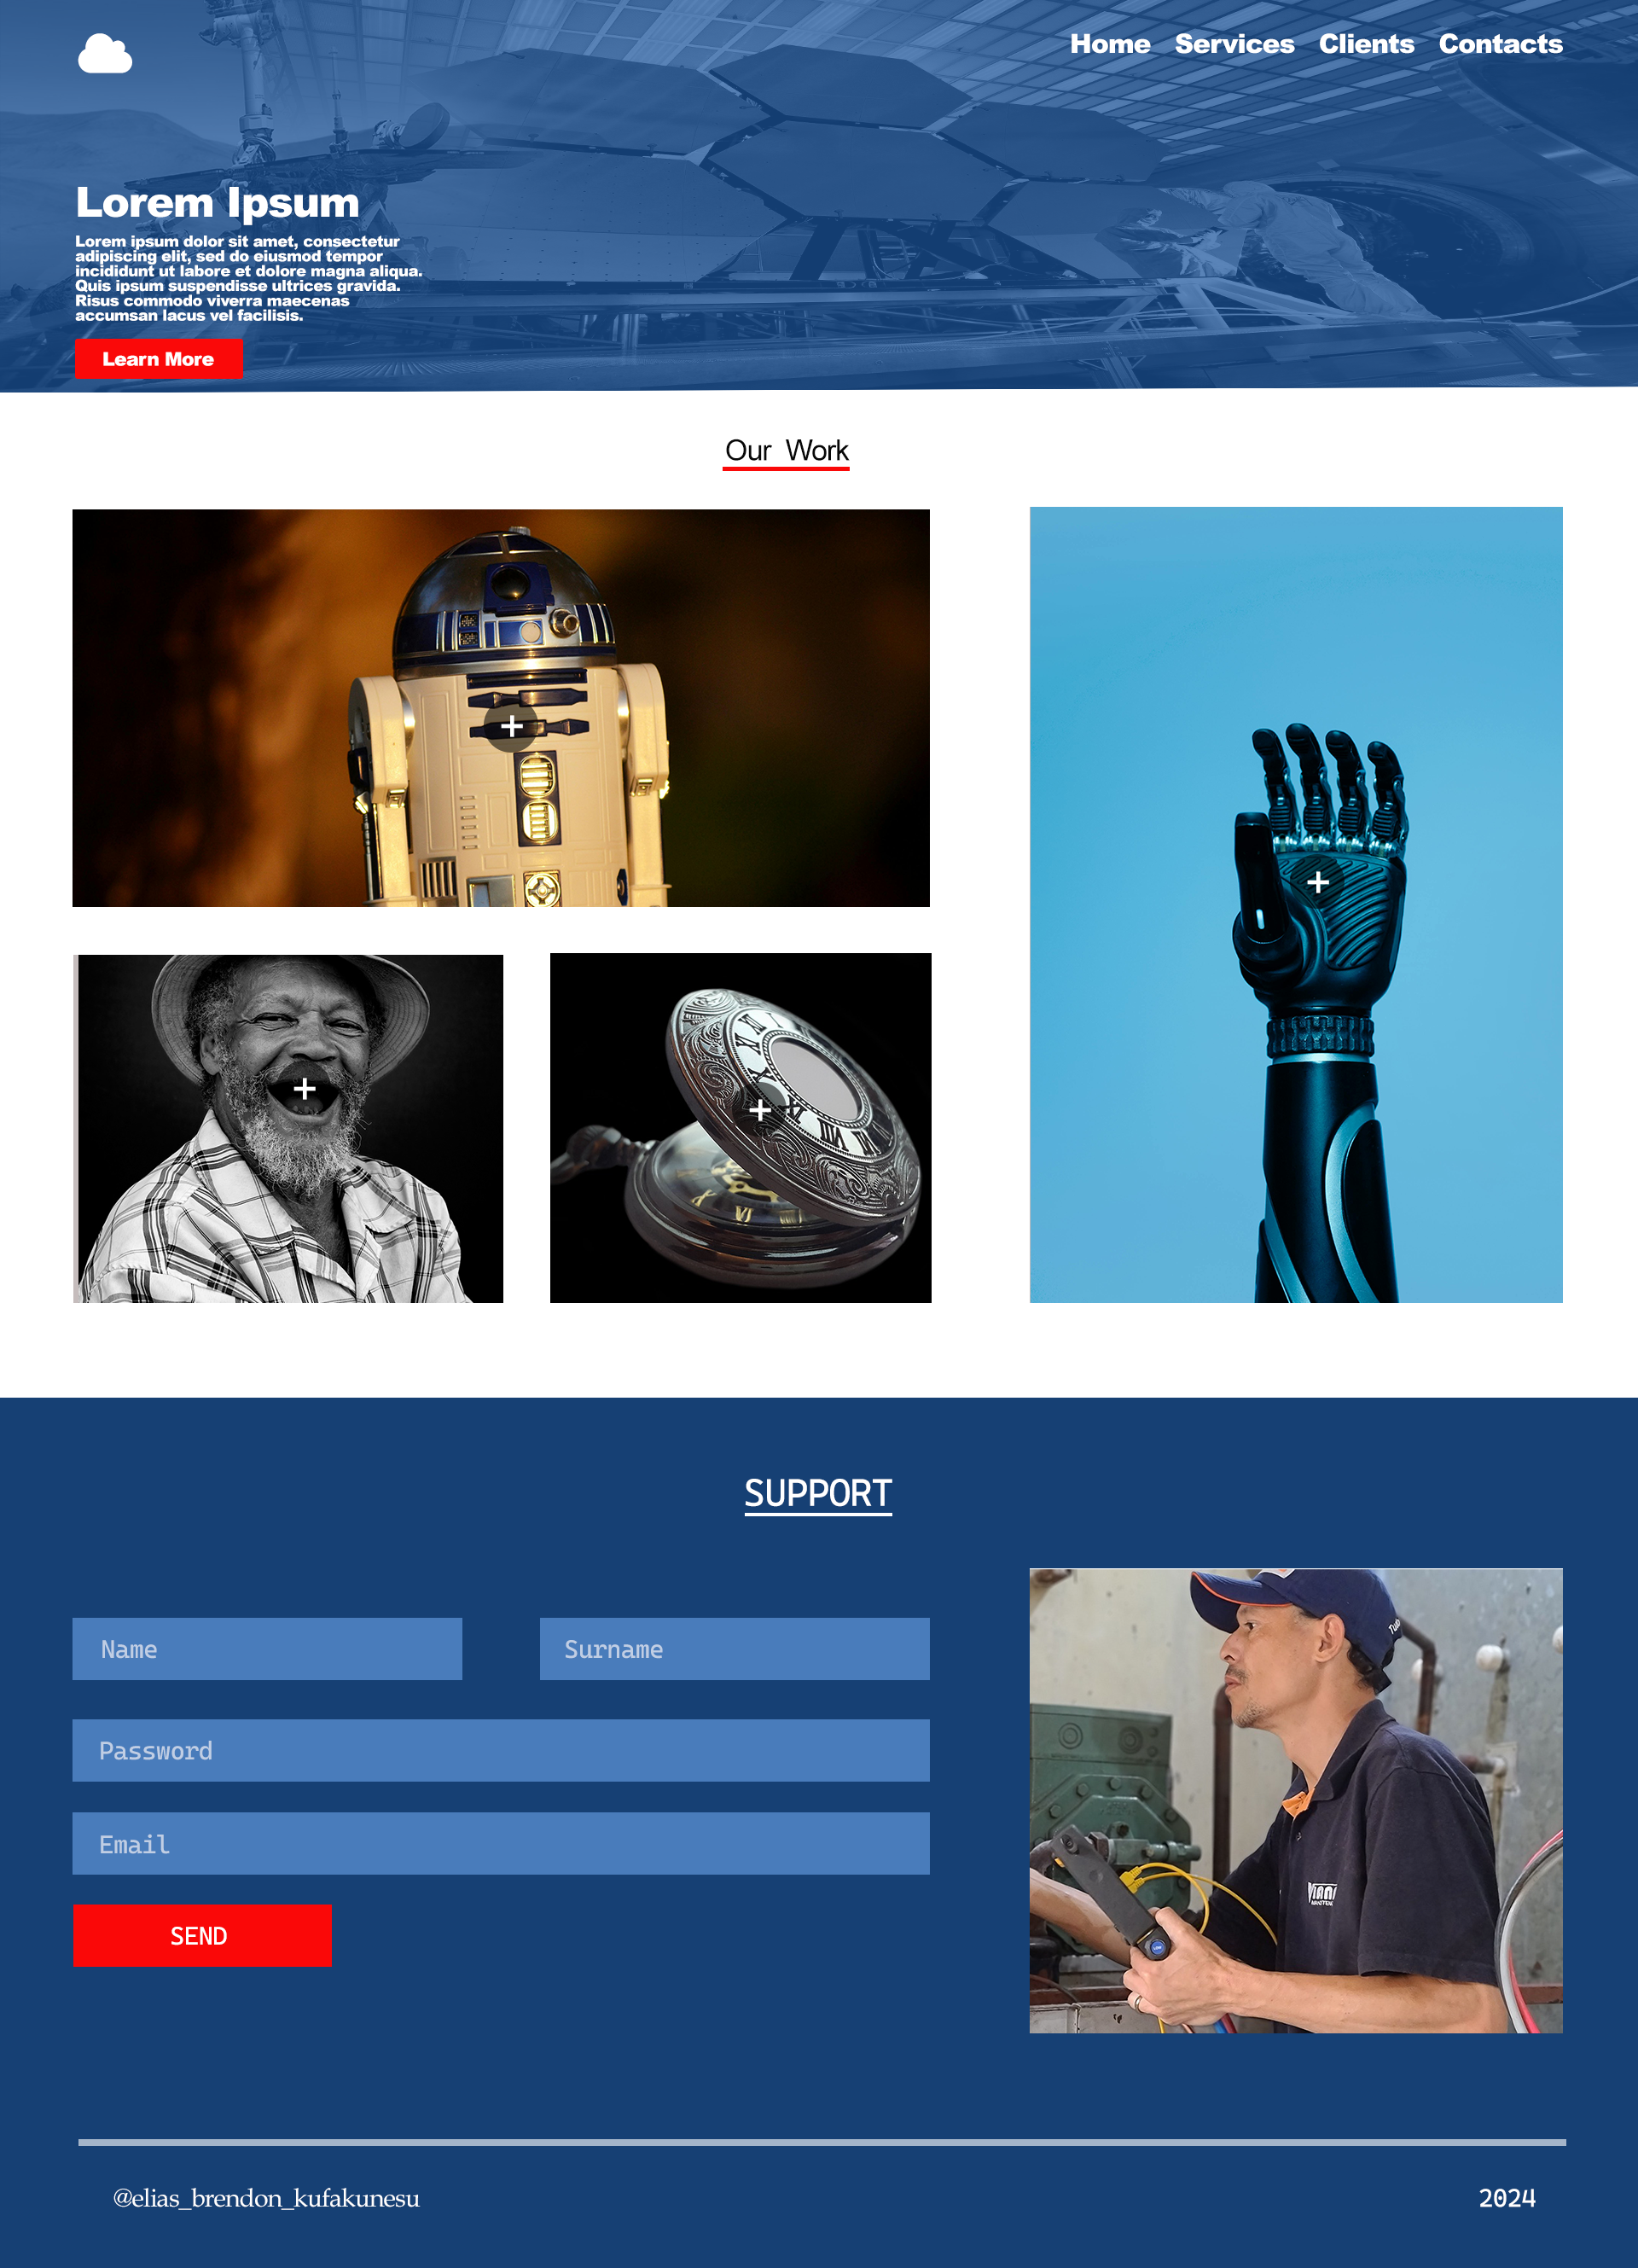 Home Services Clients Contacts
Lorem Ipsum
Lorem ipsum dolor sit amet, consectetur
adipiscing elit, sed do eiusmod tempor
incididunt ut labore et dolore magna aliqua.
Quis ipsum suspendisse ultrices gravida.
Risus commodo viverra maecenas
accumsan lacus vel facilisis.
Learn More
Our Work
SUPPORT
Name
Surname
Password
Email
SEND
@elias_brendon_kufakunesu
2024